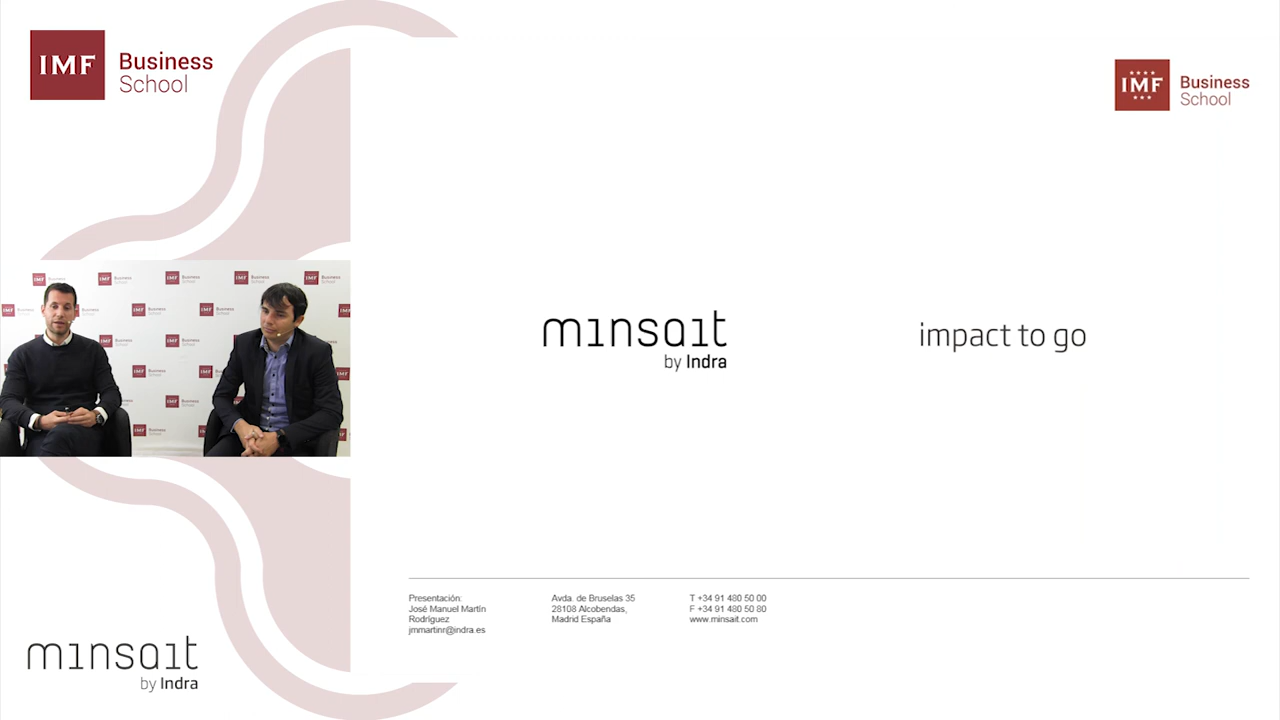 IMF Business School
IMF Business School
minsait
by Indra
impact to go
Presentación:
José Manuel Martín
Rodríguez
jmmartinr@indra.es
Avda. de Bruselas 35
28108 Alcobendas,
Madrid España
T +34 91 480 50 00
F +34 91 480 50 80
www.minsait.com
minsait
by Indra